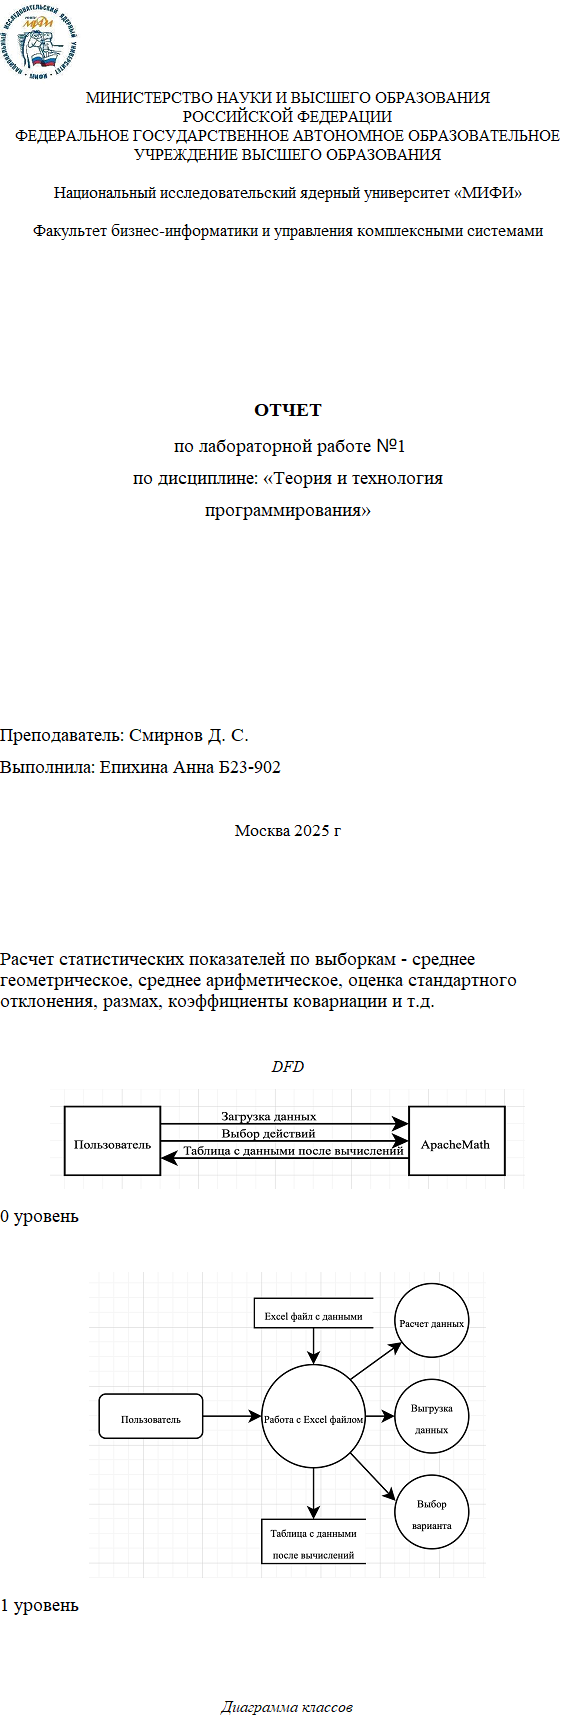 МИНИСТЕРСТВО НАУКИ И ВЫСШЕГО ОБРАЗОВАНИЯ
РОССИЙСКОЙ ФЕДЕРАЦИИ
ФЕДЕРАЛЬНОЕ ГОСУДАРСТВЕННОЕ АВТОНОМНОЕ ОБРАЗОВАТЕЛЬНОЕ
УЧРЕЖДЕНИЕ ВЫСШЕГО ОБРАЗОВАНИЯ
Национальный исследовательский ядерный университет «МИФИ»
Факультет бизнес-информатики и управления комплексными системами
ОТЧЕТ
по лабораторной работе №1
по дисциплине: «Теория и технология
программирования»
Преподаватель: Смирнов Д. С.
Выполнила: Епихина Анна Б23-902
Москва 2025 г
Расчет статистических показателей по выборкам - среднее
геометрическое, среднее арифметическое, оценка стандартного
отклонения, размах, коэффициенты ковариации и т.д.
DFD
Пользователь
Загрузка данных
Выбор действий
Таблица с данными после вычислений
ApacheMath
0 уровень
Excel файл с данными
Расчет данных
Пользователь
Работа с Excel файлом
Выгрузка
данных
Выбор
варианта
Таблица с данными
после вычислений
1 уровень
Диаграмма классов